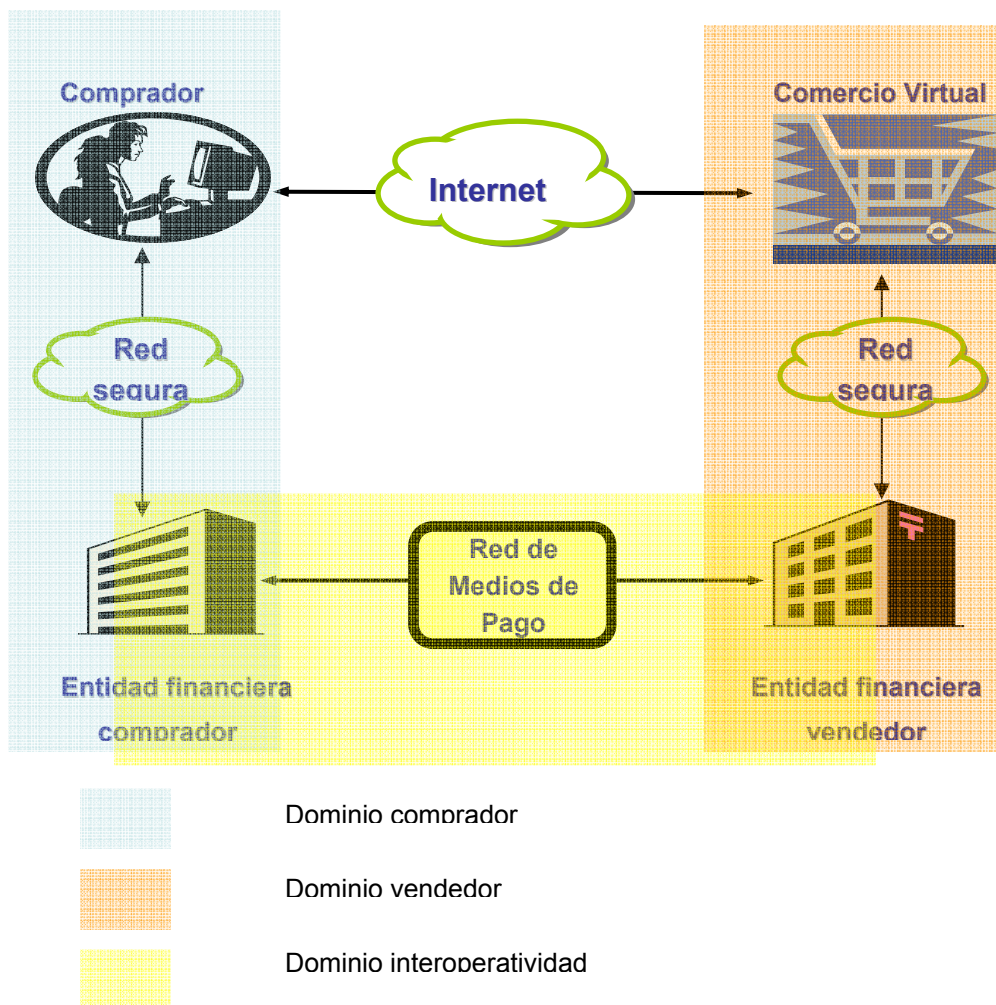 Comprador
Comercio Virtual
Internet
Red
segura
Red
segura
Red de
Medios de
Pago
Entidad financiera
comprador
Entidad financiera
vendedor
Dominio comprador
Dominio vendedor
Dominio interoperatividad